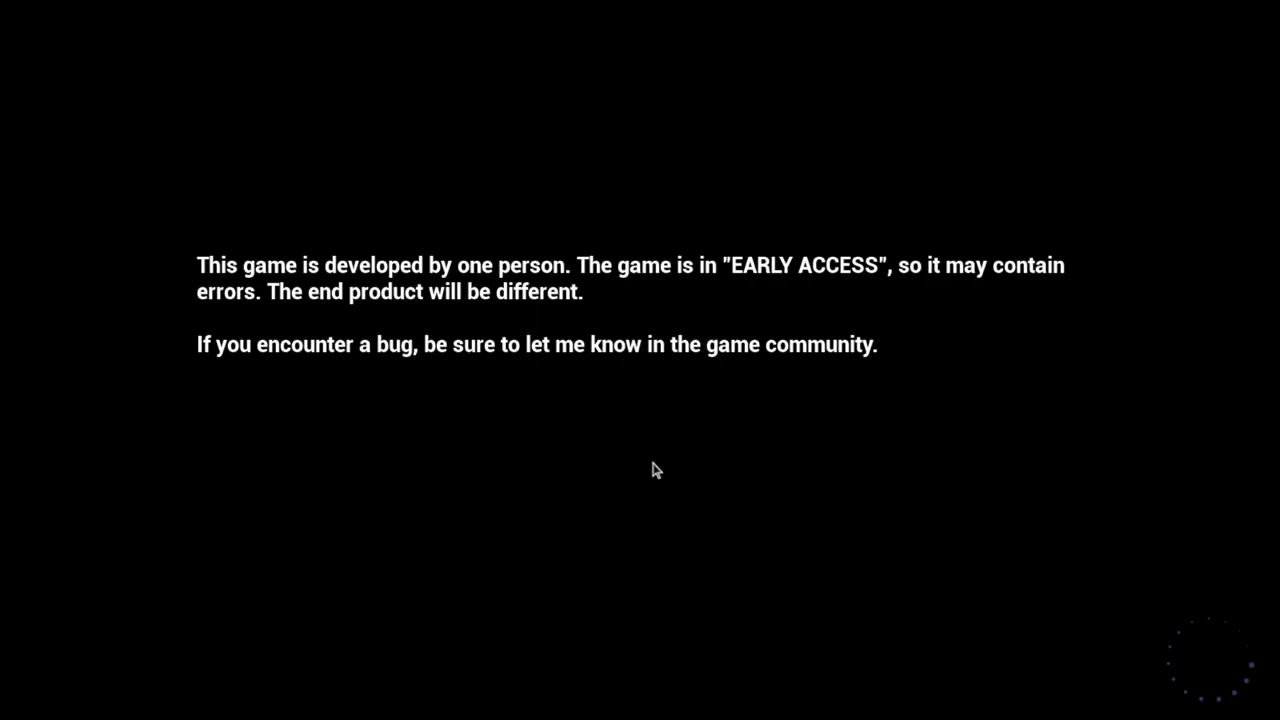 This game is developed by one person. The game is in "EARLY ACCESS", so it may contain
errors. The end product will be different.
If you encounter a bug, be sure to let me know in the game community.